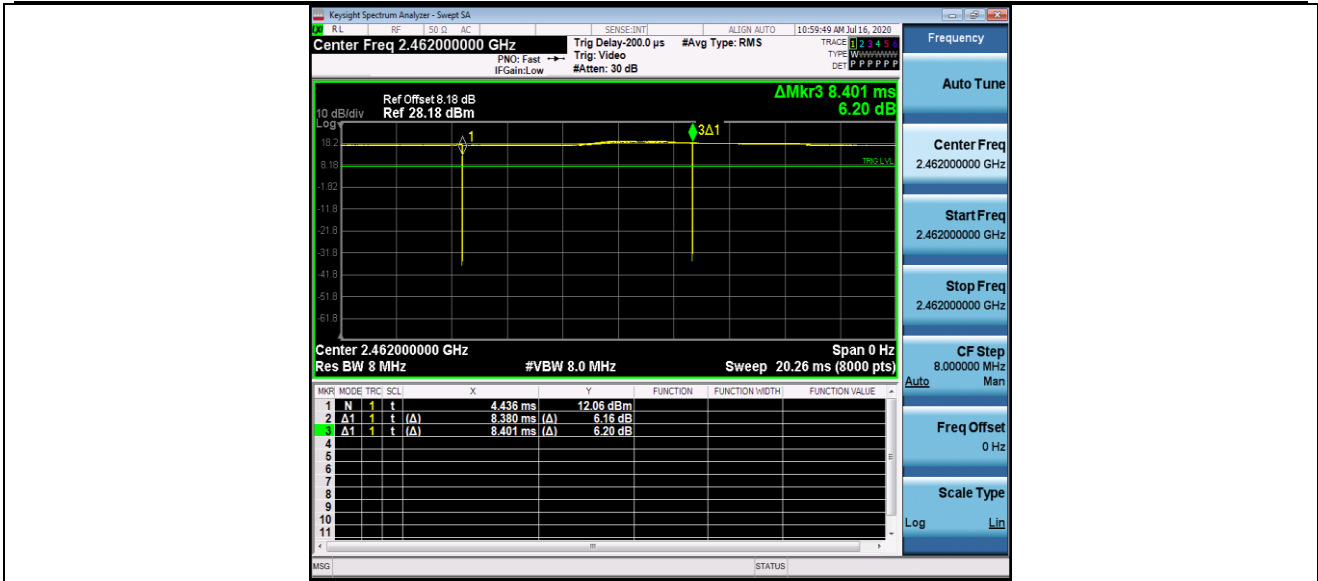 Keysight Spectrum Analyzer - Swept SA
RL RF 50 Ω AC SENSE:INT ALIGN AUTO 10:59:49 AM Jul 16, 2020
Center Freq 2.462000000 GHz
PNO: Fast
IFGain:Low
Trig Delay-200.0 µs
Trig: Video
#Atten: 30 dB
#Avg Type: RMS
TRACE 1 2 3 4 5 6
TYPE WWWWWW
DET P P P P P P
ΔMkr3 8.401 ms
6.20 dB
Ref Offset 8.18 dB
10 dB/div Ref 28.18 dBm
Log
1
3Δ1
18.2
8.18
TRIG LVL
-1.82
-11.8
-21.8
-31.8
-41.8
-51.8
-61.8
Center 2.462000000 GHz Span 0 Hz
Res BW 8 MHz #VBW 8.0 MHz Sweep 20.26 ms (8000 pts)
MKR MODE TRC SCL X Y FUNCTION FUNCTION WIDTH FUNCTION VALUE
1 N 1 t 4.436 ms 12.06 dBm
2 Δ1 1 t (Δ) 8.380 ms (Δ) 6.16 dB
3 Δ1 1 t (Δ) 8.401 ms (Δ) 6.20 dB
4
5
6
7
8
9
10
11
MSG STATUS
Frequency
Auto Tune
Center Freq
2.462000000 GHz
Start Freq
2.462000000 GHz
Stop Freq
2.462000000 GHz
CF Step
8.000000 MHz
Auto Man
Freq Offset
0 Hz
Scale Type
Log Lin